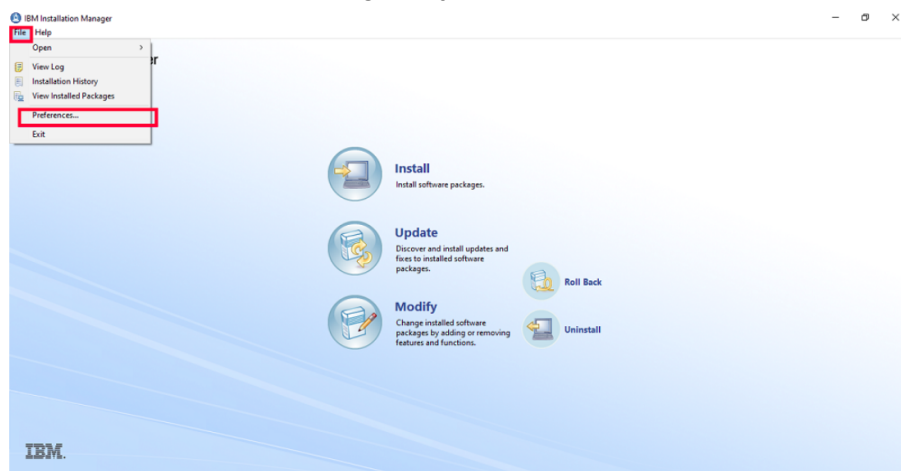 IBM Installation Manager
File Help
Open >
er
View Log
Installation History
View Installed Packages
Preferences...
Exit
Install
Install software packages.
Update
Discover and install updates and
fixes to installed software
packages.
Roll Back
Modify
Change installed software
packages by adding or removing
features and functions.
Uninstall
IBM.